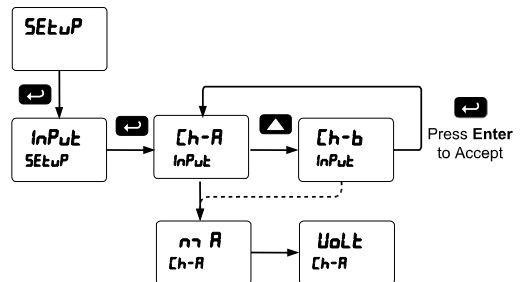 SEtuP
InPut
SEtuP
Ch-A
InPut
Ch-b
InPut
Press Enter
to Accept
mA
Ch-A
VoLt
Ch-A